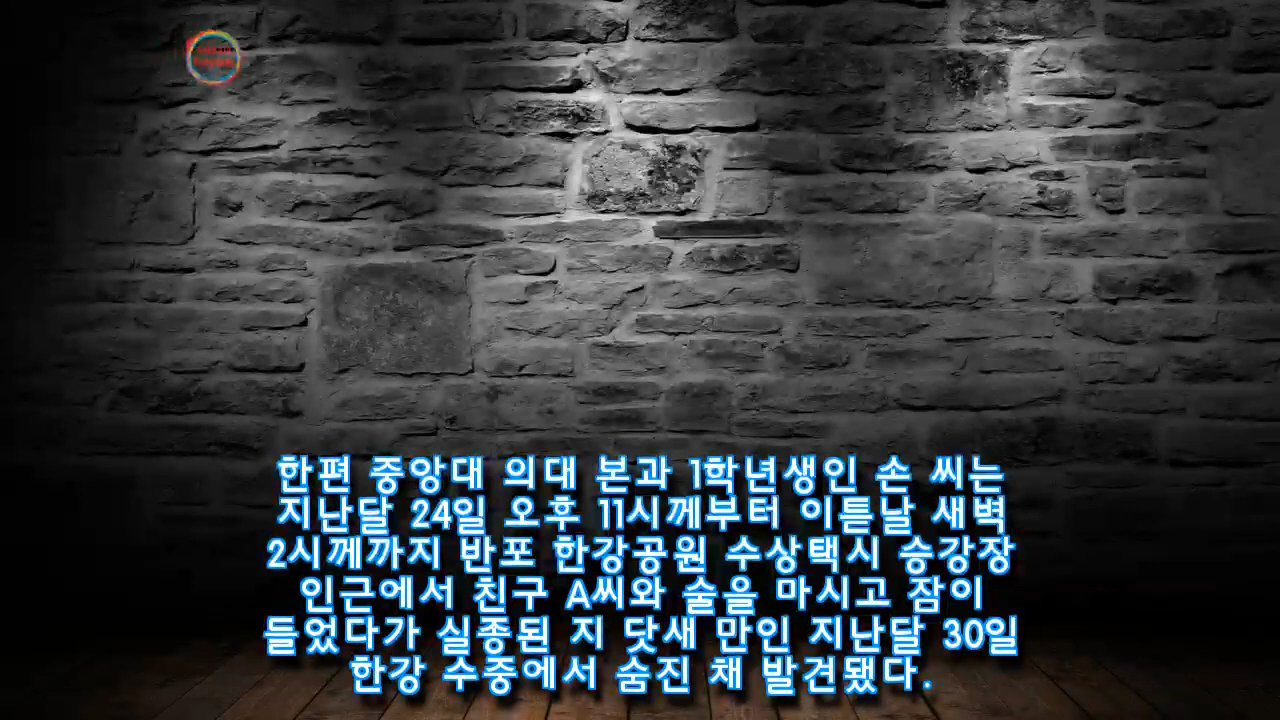 한편 중앙대 의대 본과 1학년생인 손 씨는
지난달 24일 오후 11시께부터 이튿날 새벽
2시께까지 반포 한강공원 수상택시 승강장
인근에서 친구 A씨와 술을 마시고 잠이
들었다가 실종된 지 닷새 만인 지난달 30일
한강 수중에서 숨진 채 발견됐다.